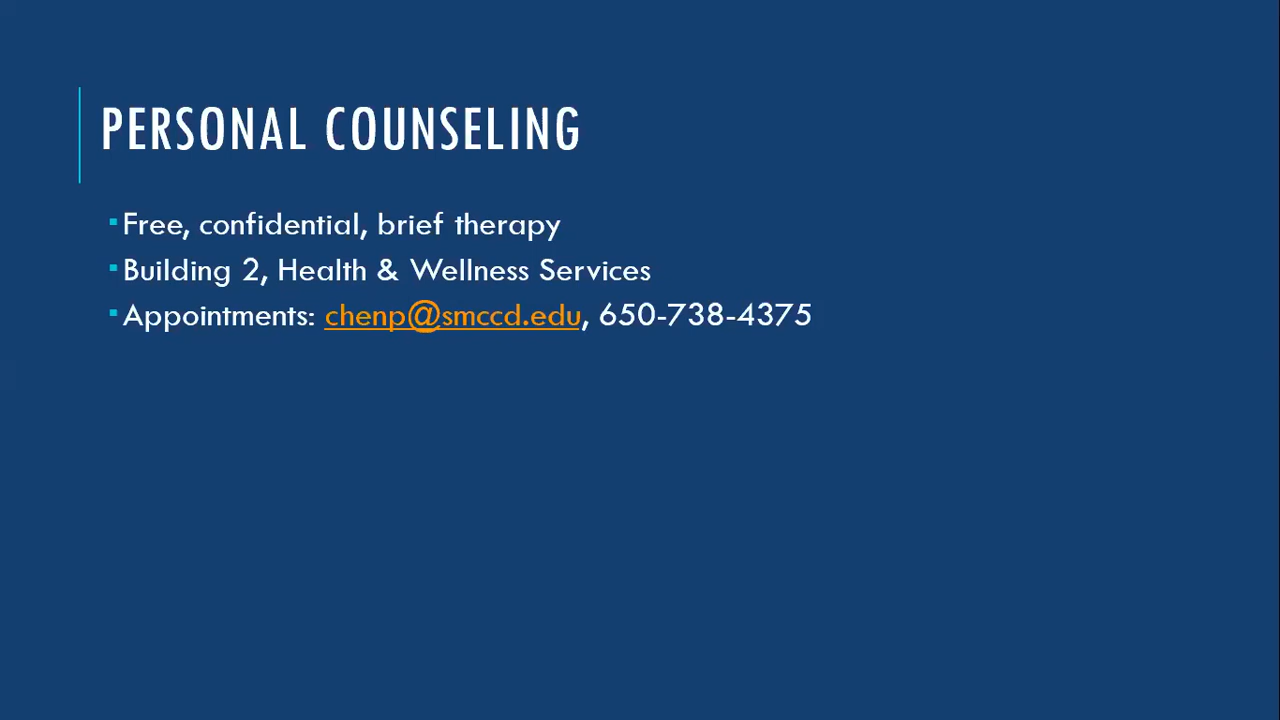 PERSONAL COUNSELING
▪Free, confidential, brief therapy
▪Building 2, Health & Wellness Services
▪Appointments: chenp@smccd.edu, 650-738-4375